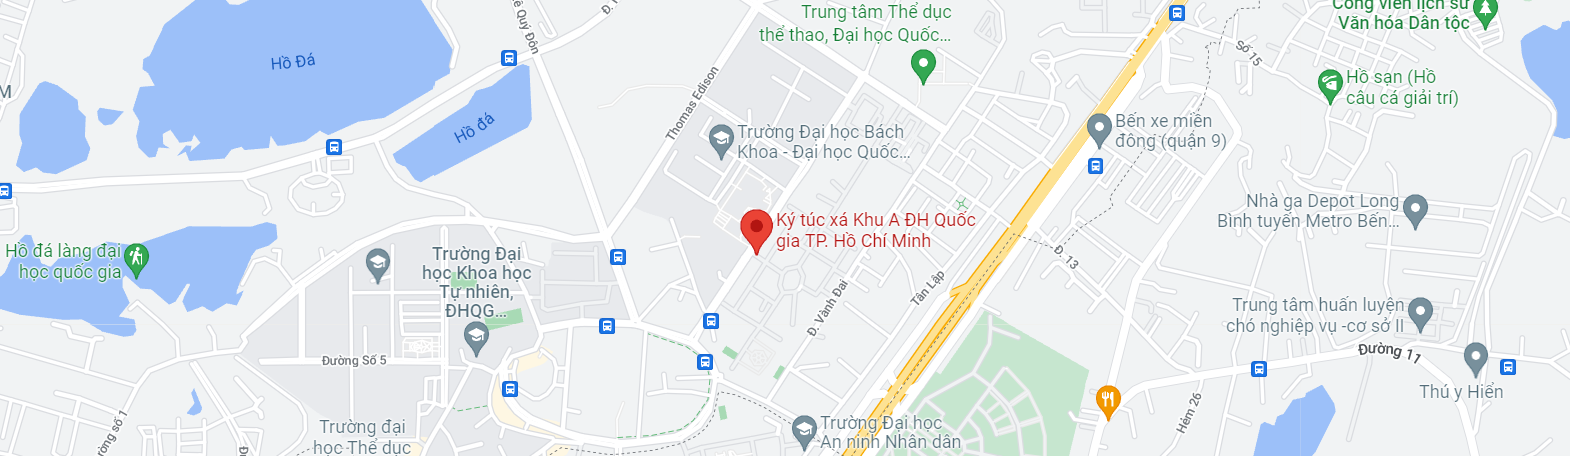 Công viên lịch sử
Văn hóa Dân tộc
Trung tâm Thể dục
thể thao, Đại học Quốc...
Số 15
Quý Đôn
Hồ Đá
Hồ đá
Thomas Edison
Hồ sạn (Hồ
câu cá giải trí)
Trường Đại học Bách
Khoa - Đại học Quốc...
Bến xe miền
đông (quận 9)
Nhà ga Depot Long
Bình tuyến Metro Bến...
Ký túc xá Khu A ĐH Quốc
gia TP. Hồ Chí Minh
Hồ đá làng đại
học quốc gia
Trường Đại
học Khoa học
Tự nhiên,
ĐHQG...
Đ. 13
Tân Lập
Đ. Vành Đai
Trung tâm huấn luyện
chó nghiệp vụ -cơ sở II
Đường Số 5
Đường 11
Thú y Hiển
Hẻm 26
Trường đại
học Thể dục
Trường Đại học
An ninh Nhân dân
số 1